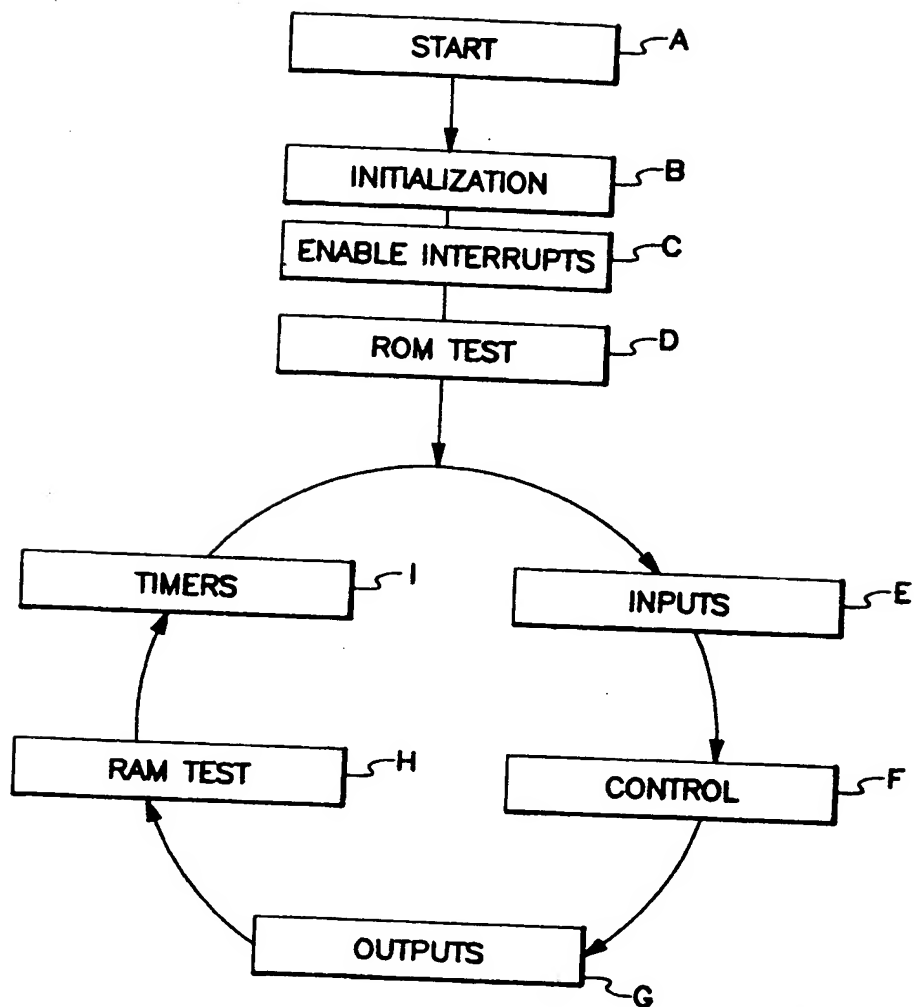 START
A
INITIALIZATION
B
ENABLE INTERRUPTS
C
ROM TEST
D
TIMERS
I
INPUTS
E
RAM TEST
H
CONTROL
F
OUTPUTS
G